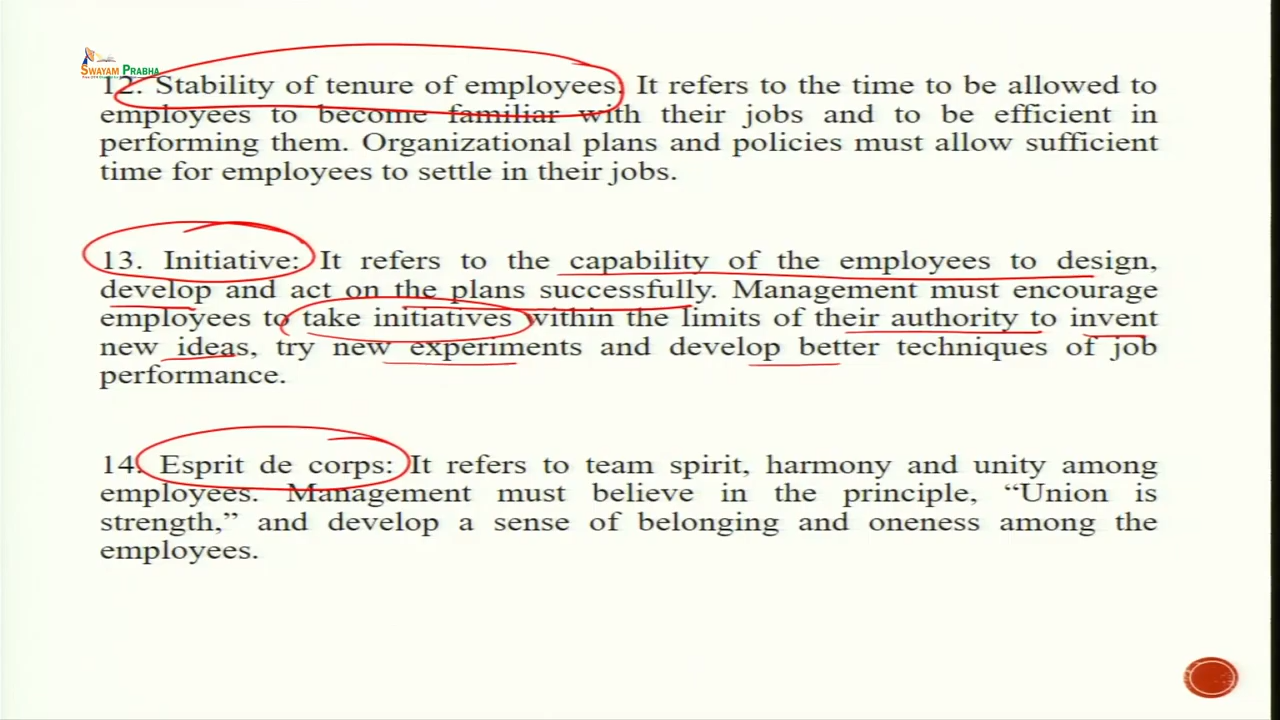 SWAYAM PRABHA
12. Stability of tenure of employees: It refers to the time to be allowed to
employees to become familiar with their jobs and to be efficient in
performing them. Organizational plans and policies must allow sufficient
time for employees to settle in their jobs.
13. Initiative: It refers to the capability of the employees to design,
develop and act on the plans successfully. Management must encourage
employees to take initiatives within the limits of their authority to invent
new ideas, try new experiments and develop better techniques of job
performance.
14. Esprit de corps: It refers to team spirit, harmony and unity among
employees. Management must believe in the principle, “Union is
strength,” and develop a sense of belonging and oneness among the
employees.